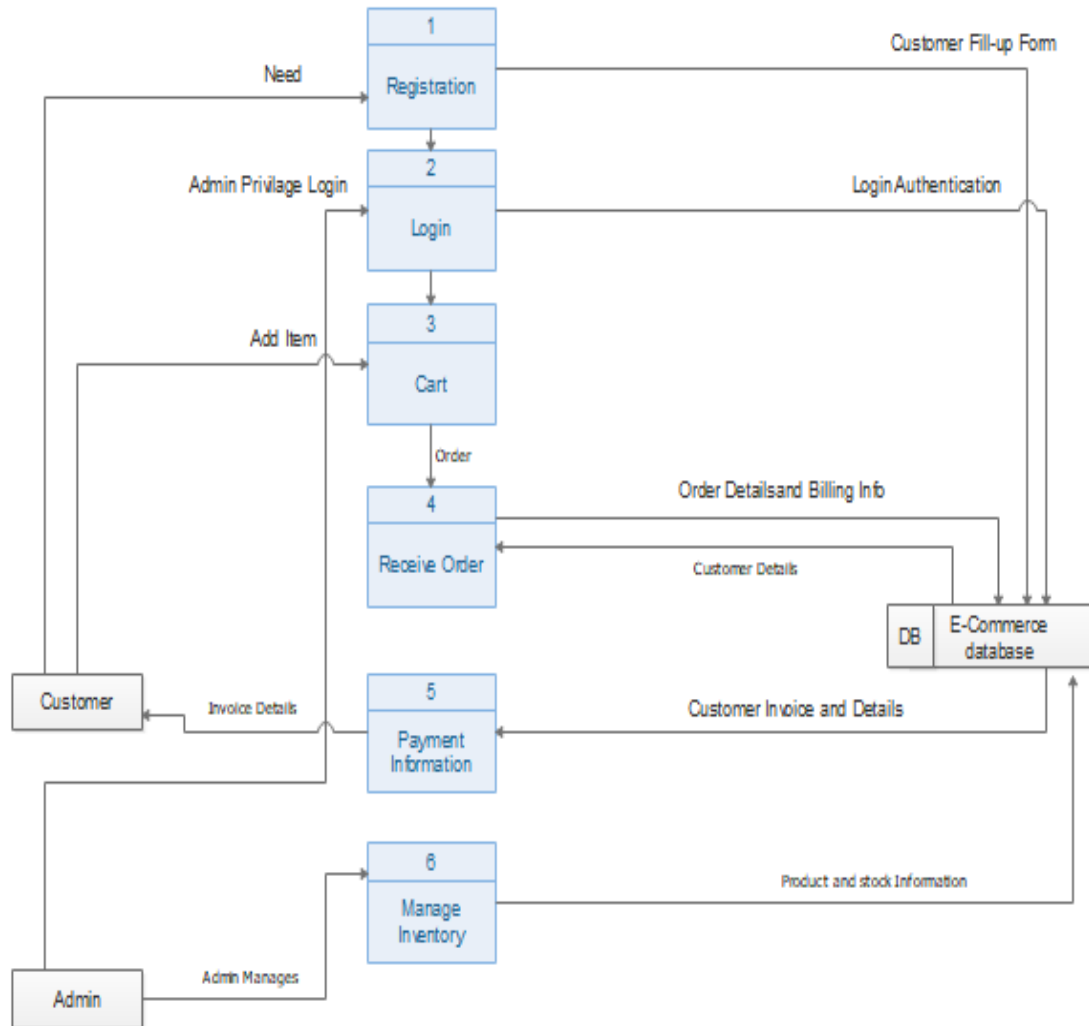 1
Customer Fill-up Form
Need
Registration
2
Admin Privilage Login
Login Authentication
Login
3
Add Item
Cart
Order
4
Order Detailsand Billing Info
Receive Order
Customer Details
DB
E-Commerce
database
Customer
Invoice Details
5
Customer Invoice and Details
Payment
Information
6
Product and stock Information
Manage
Inventory
Admin Manages
Admin